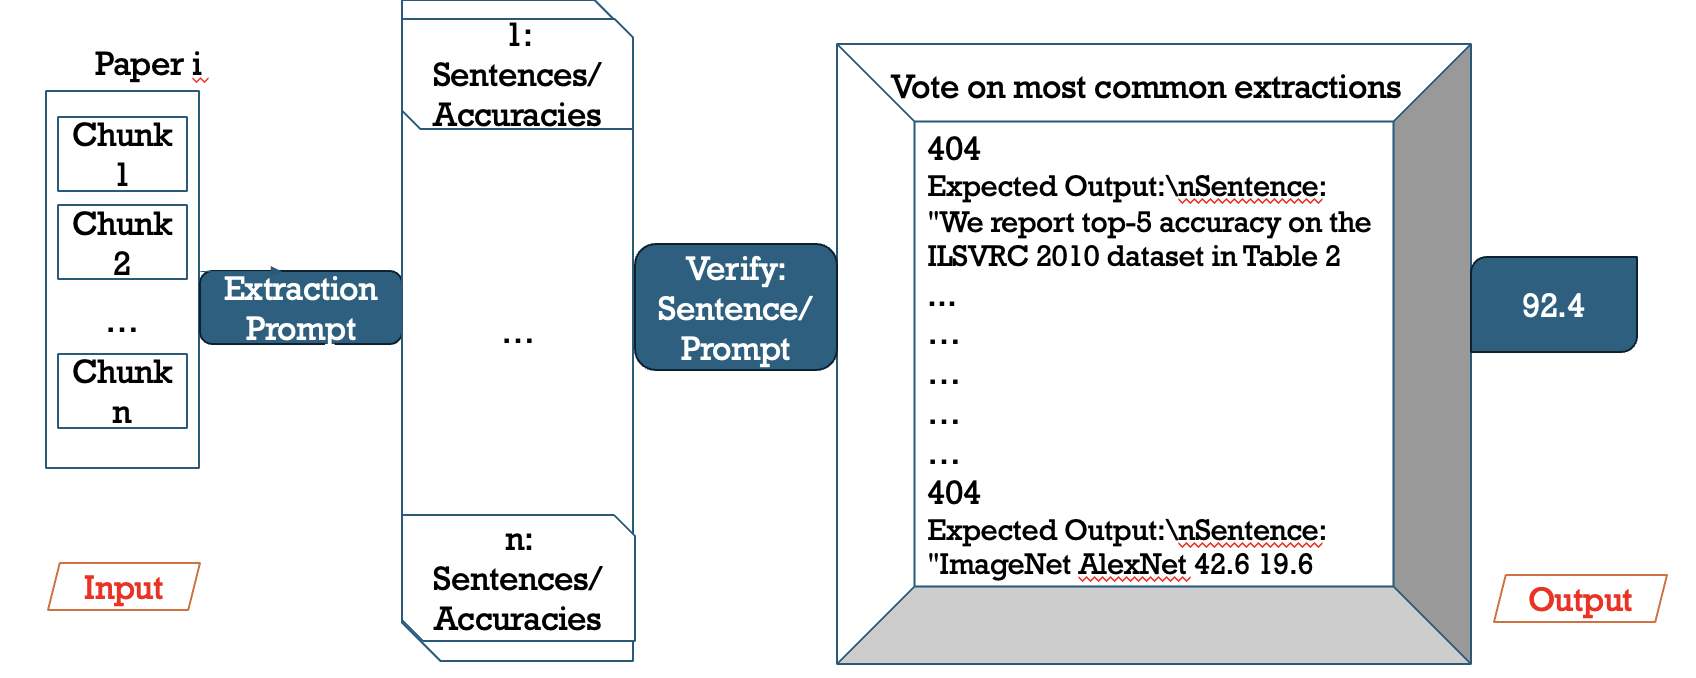 Paper i
Chunk
1
Chunk
2
...
Chunk
n
Input
Extraction
Prompt
1:
Sentences/
Accuracies
...
n:
Sentences/
Accuracies
Verify:
Sentence/
Prompt
Vote on most common extractions
404
Expected Output:\nSentence:
"We report top-5 accuracy on the
ILSVRC 2010 dataset in Table 2
...
...
...
...
...
404
Expected Output:\nSentence:
"ImageNet AlexNet 42.6 19.6
92.4
Output